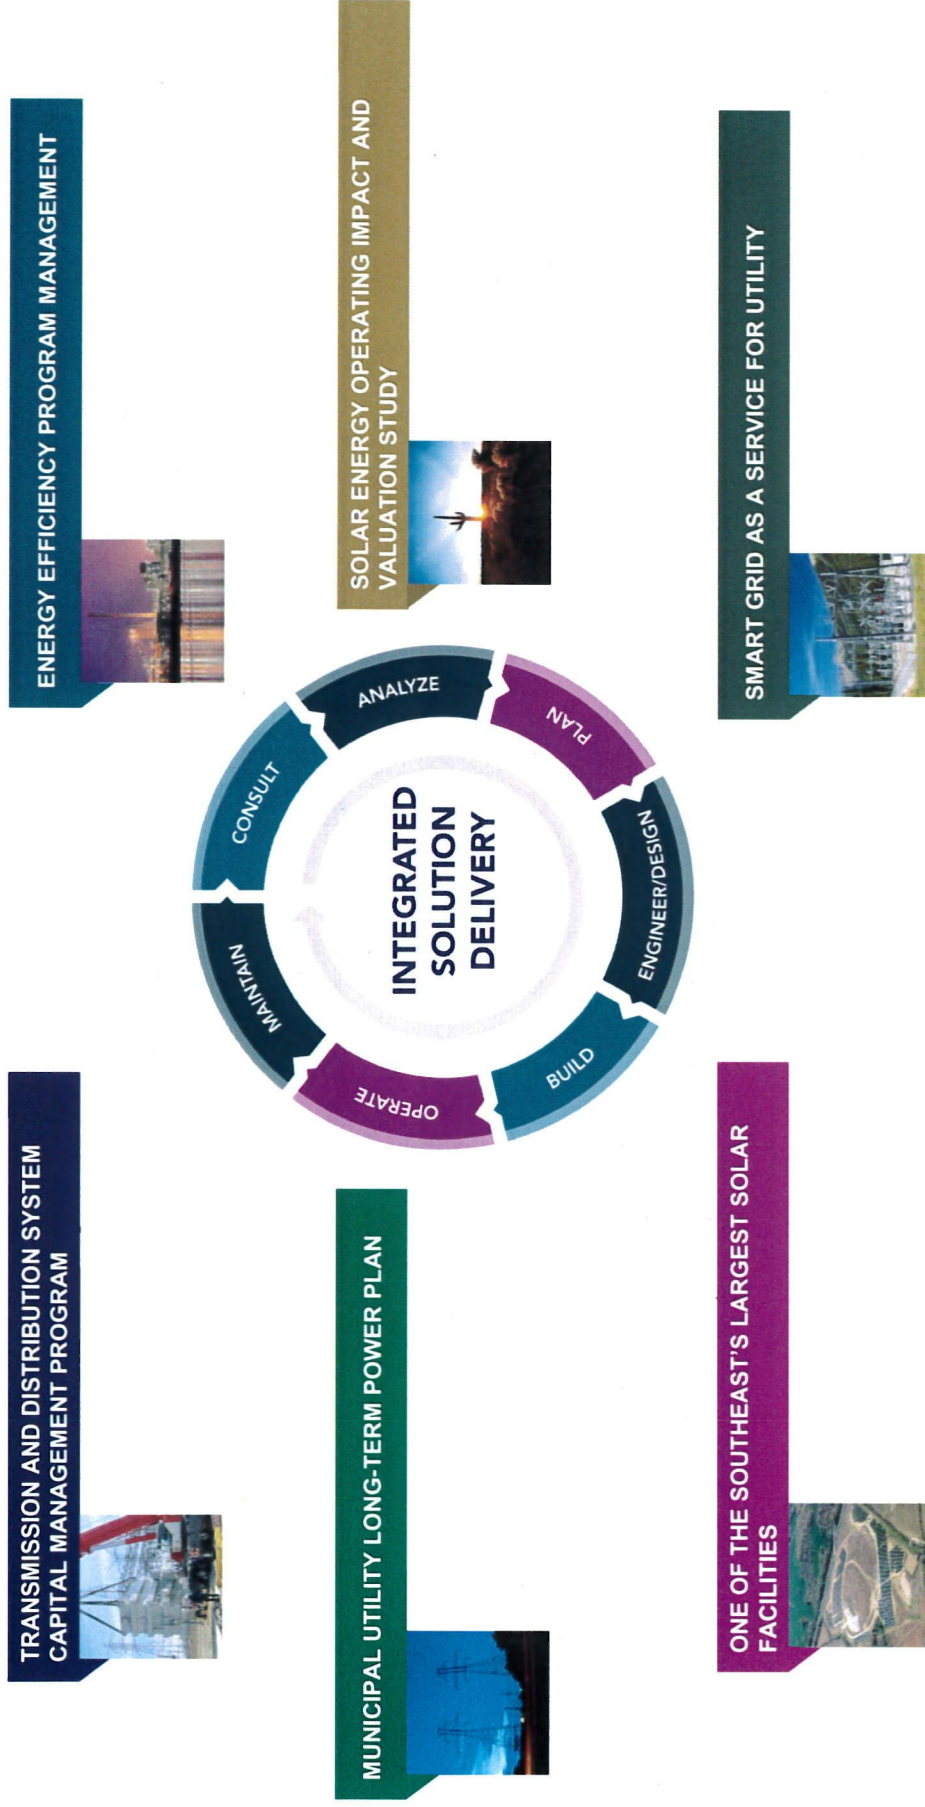 TRANSMISSION AND DISTRIBUTION SYSTEM
CAPITAL MANAGEMENT PROGRAM
ENERGY EFFICIENCY PROGRAM MANAGEMENT
MUNICIPAL UTILITY LONG-TERM POWER PLAN
SOLAR ENERGY OPERATING IMPACT AND
VALUATION STUDY
ONE OF THE SOUTHEAST'S LARGEST SOLAR
FACILITIES
SMART GRID AS A SERVICE FOR UTILITY
INTEGRATED
SOLUTION
DELIVERY
CONSULT
ANALYZE
PLAN
ENGINEER/DESIGN
BUILD
OPERATE
MAINTAIN